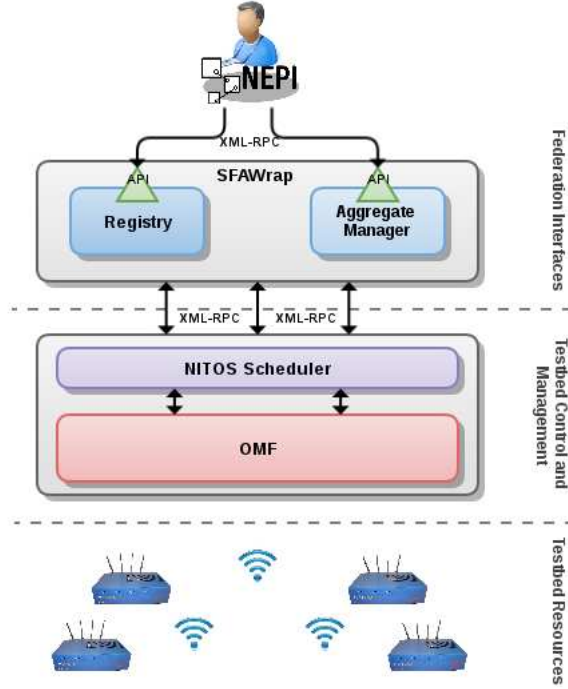 NEPI
XML-RPC
API
SFAWrap
API
Registry
Aggregate
Manager
XML-RPC
XML-RPC
NITOS Scheduler
OMF
Federation Interfaces
Testbed Control and
Management
Testbed Resources